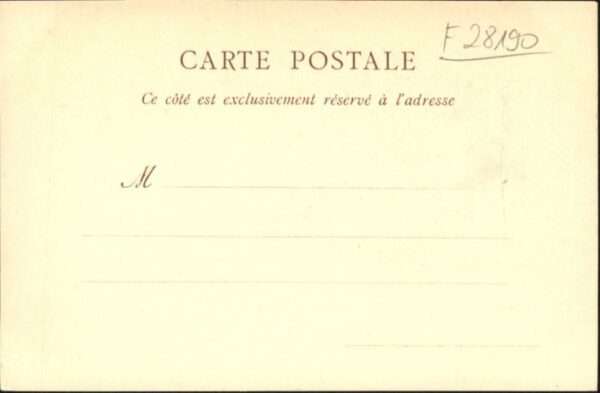 F 28190
CARTE POSTALE
Ce côté est exclusivement réservé à l'adresse
M